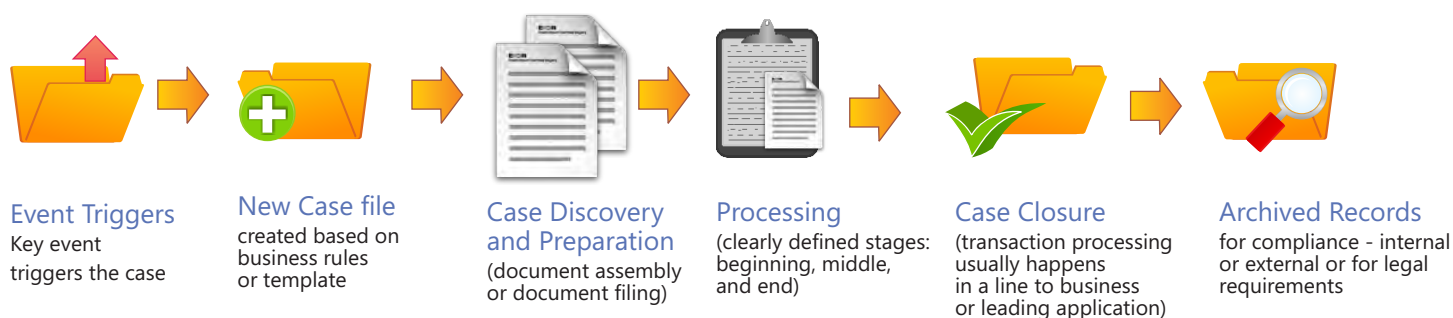 Event Triggers
Key event
triggers the case
New Case file
created based on
business rules
or template
Case Discovery
and Preparation
(document assembly
or document filing)
Processing
(clearly defined stages:
beginning, middle,
and end)
Case Closure
(transaction processing
usually happens
in a line to business
or leading application)
Archived Records
for compliance - internal
or external or for legal
requirements